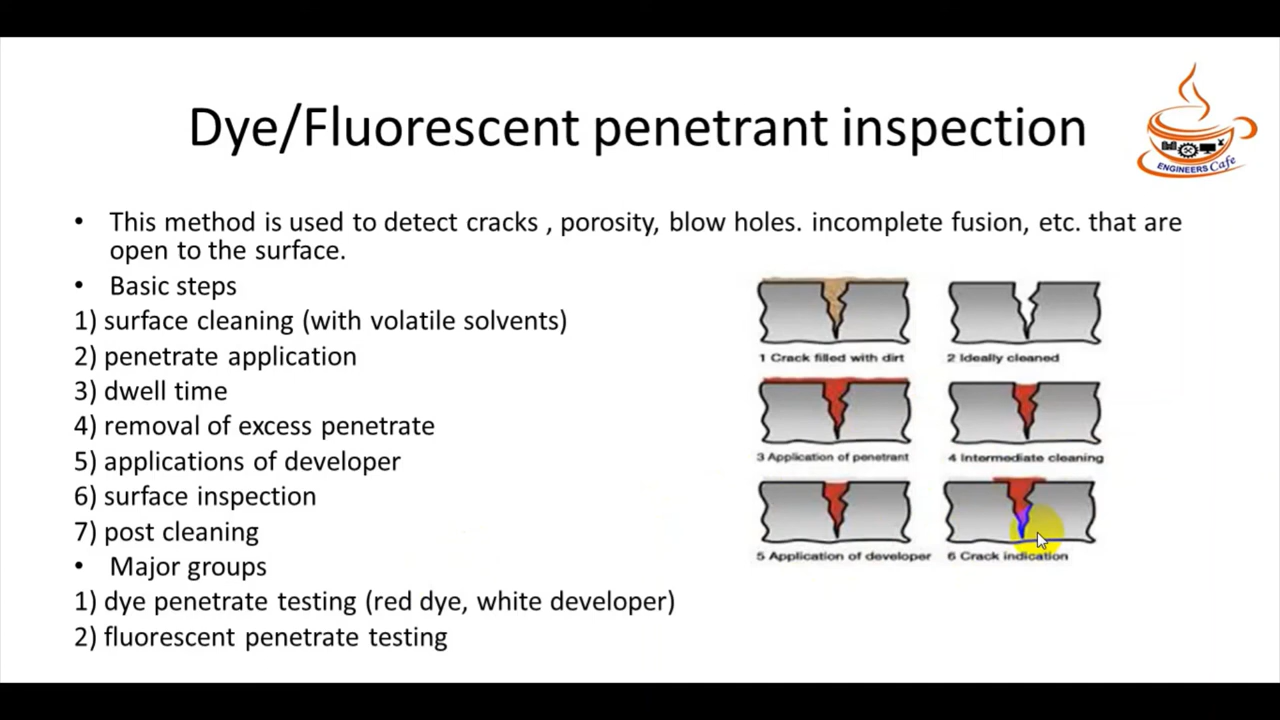 Dye/Fluorescent penetrant inspection
ENGINEERS Cafe
• This method is used to detect cracks , porosity, blow holes. incomplete fusion, etc. that are
open to the surface.
• Basic steps
1) surface cleaning (with volatile solvents)
2) penetrate application
3) dwell time
4) removal of excess penetrate
5) applications of developer
6) surface inspection
7) post cleaning
• Major groups
1) dye penetrate testing (red dye, white developer)
2) fluorescent penetrate testing
1 Crack filled with dirt
2 Ideally cleaned
3 Application of penetrant
4 Intermediate cleaning
5 Application of developer
6 Crack indication